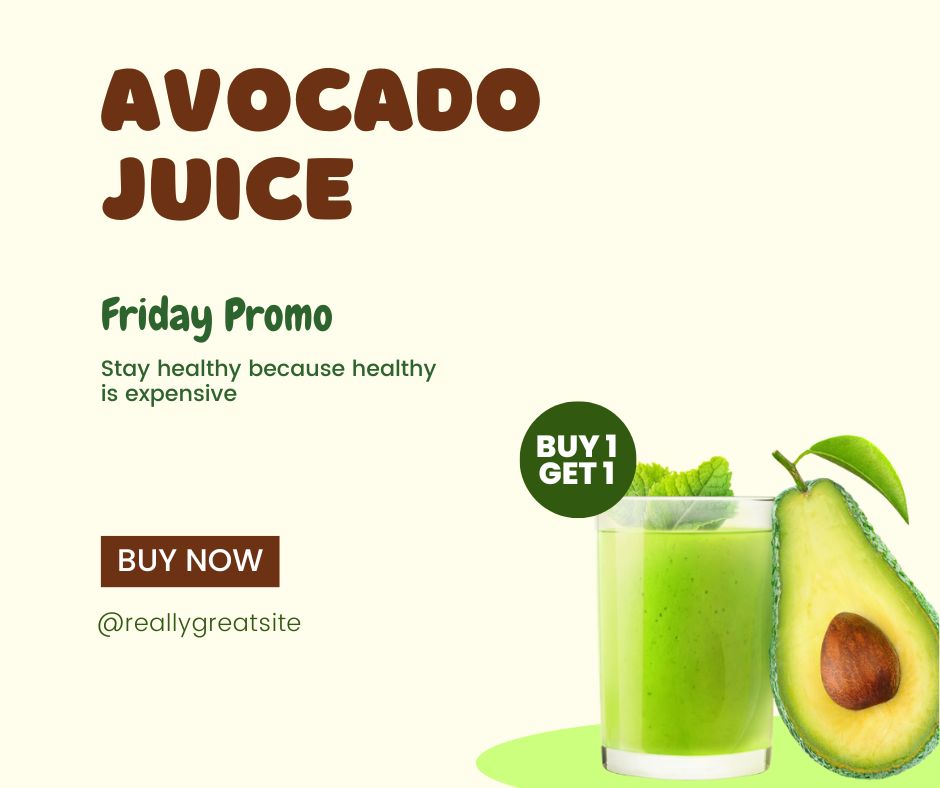 AVOCADO
JUICE
Friday Promo
Stay healthy because healthy
is expensive
BUY 1
GET 1
BUY NOW
@reallygreatsite